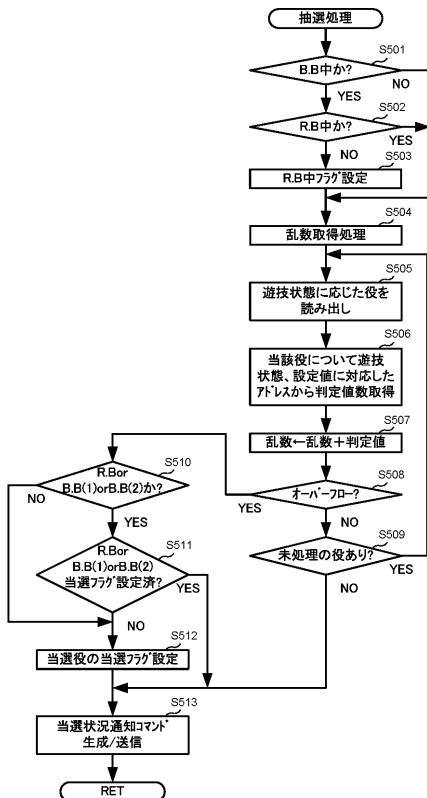 抽選処理
S501
B.B中か?
NO
YES
S502
R.B中か?
YES
NO
S503
R.B中フラグ設定
S504
乱数取得処理
S505
遊技状態に応じた役を
読み出し
S506
当該役について遊技
状態、設定値に対応した
アドレスから判定値数取得
S507
乱数←乱数+判定値
S510
R.Bor
B.B(1)orB.B(2)か?
NO
YES
S508
オーバーフロー?
YES
NO
S511
R.Bor
B.B(1)orB.B(2)
当選フラグ設定済?
YES
NO
S509
未処理の役あり?
YES
NO
S512
当選役の当選フラグ設定
S513
当選状況通知コマンド
生成/送信
RET